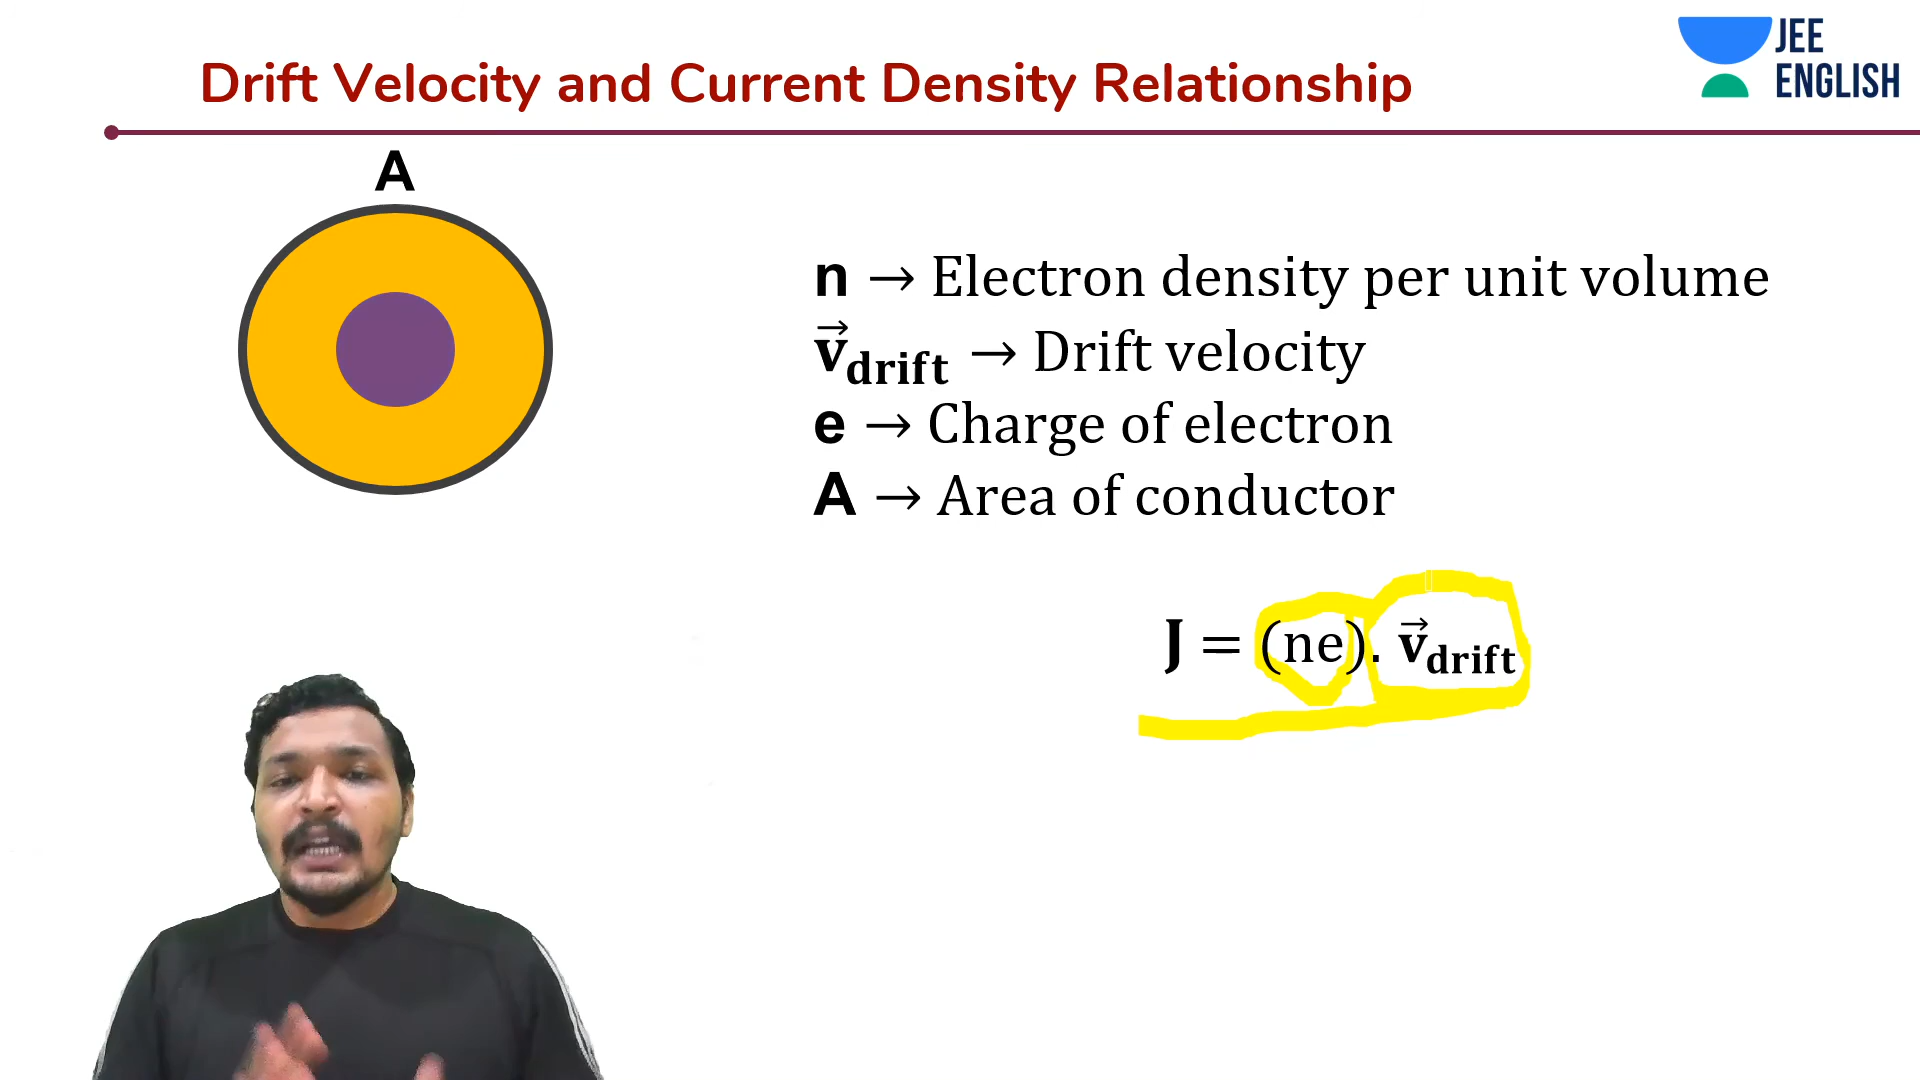 Drift Velocity and Current Density Relationship
JEE
ENGLISH
A
n → Electron density per unit volume
v⃗drift → Drift velocity
e → Charge of electron
A → Area of conductor
J = (ne). v⃗drift